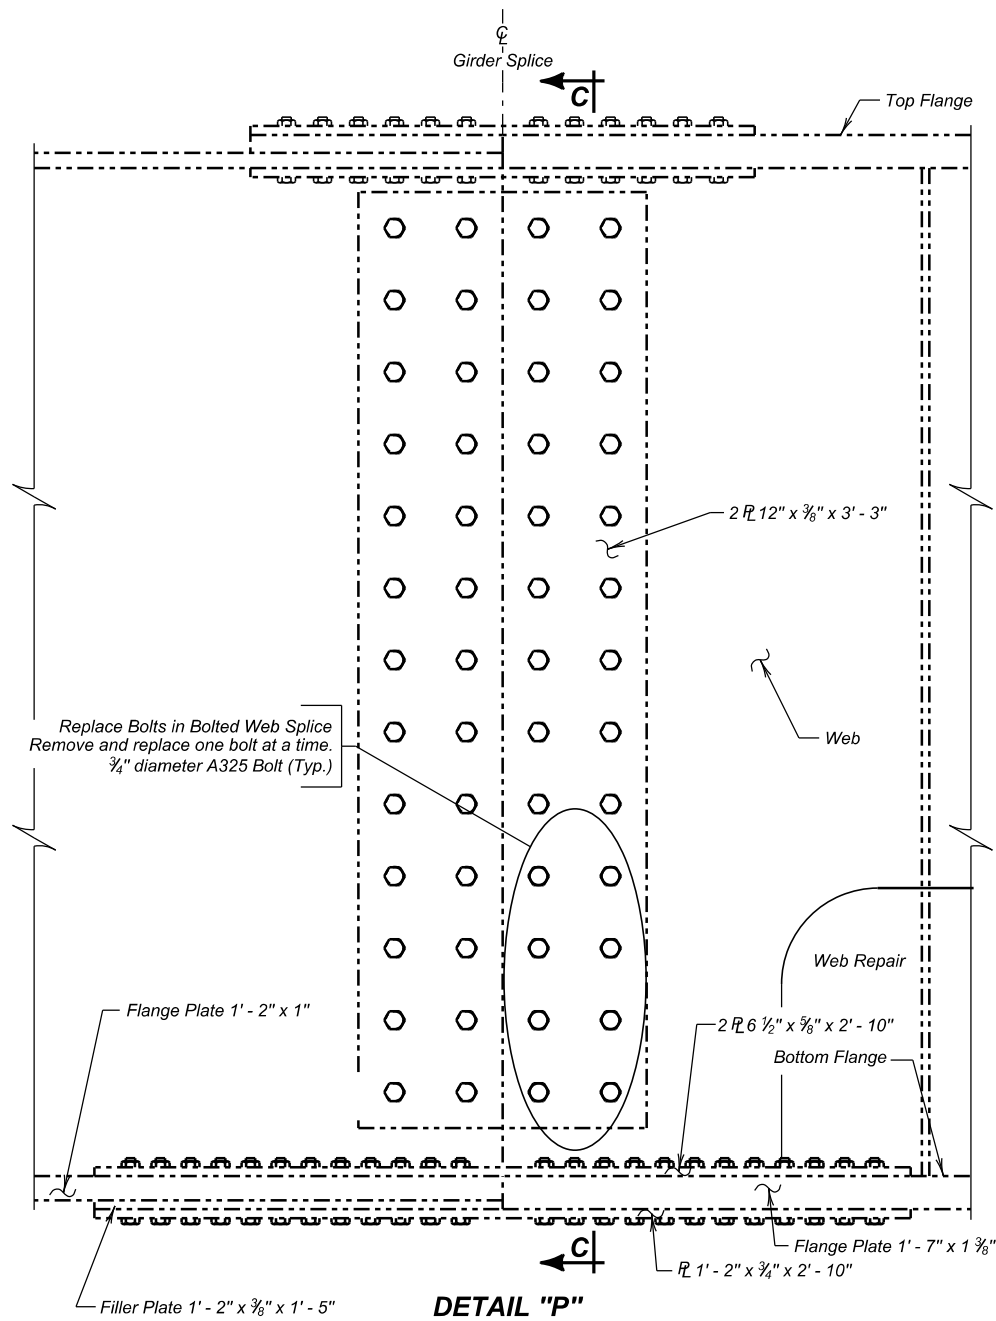 ℄
Girder Splice
C
Top Flange
2 ℙL 12" x 3/8" x 3' - 3"
Replace Bolts in Bolted Web Splice
Remove and replace one bolt at a time.
3/4" diameter A325 Bolt (Typ.)
Web
Web Repair
Flange Plate 1' - 2" x 1"
2 PL 6 1/2" x 5/8" x 2' - 10"
Bottom Flange
C
Flange Plate 1' - 7" x 1 3/8"
PL 1' - 2" x 3/4" x 2' - 10"
Filler Plate 1' - 2" x 3/8" x 1' - 5"
DETAIL "P"